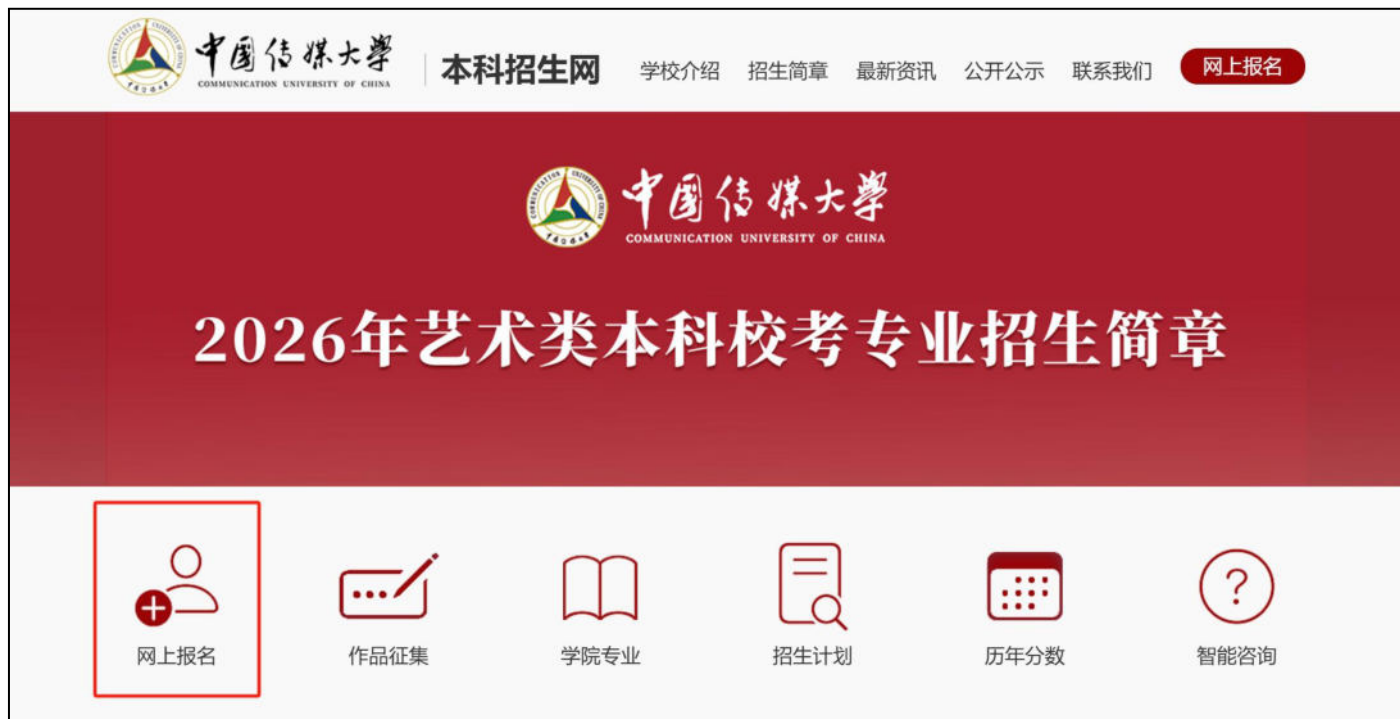 中国传媒大学
COMMUNICATION UNIVERSITY OF CHINA
本科招生网 学校介绍 招生简章 最新资讯 公开公示 联系我们 网上报名
中国传媒大学
COMMUNICATION UNIVERSITY OF CHINA
2026年艺术类本科校考专业招生简章
网上报名 作品征集 学院专业 招生计划 历年分数 智能咨询